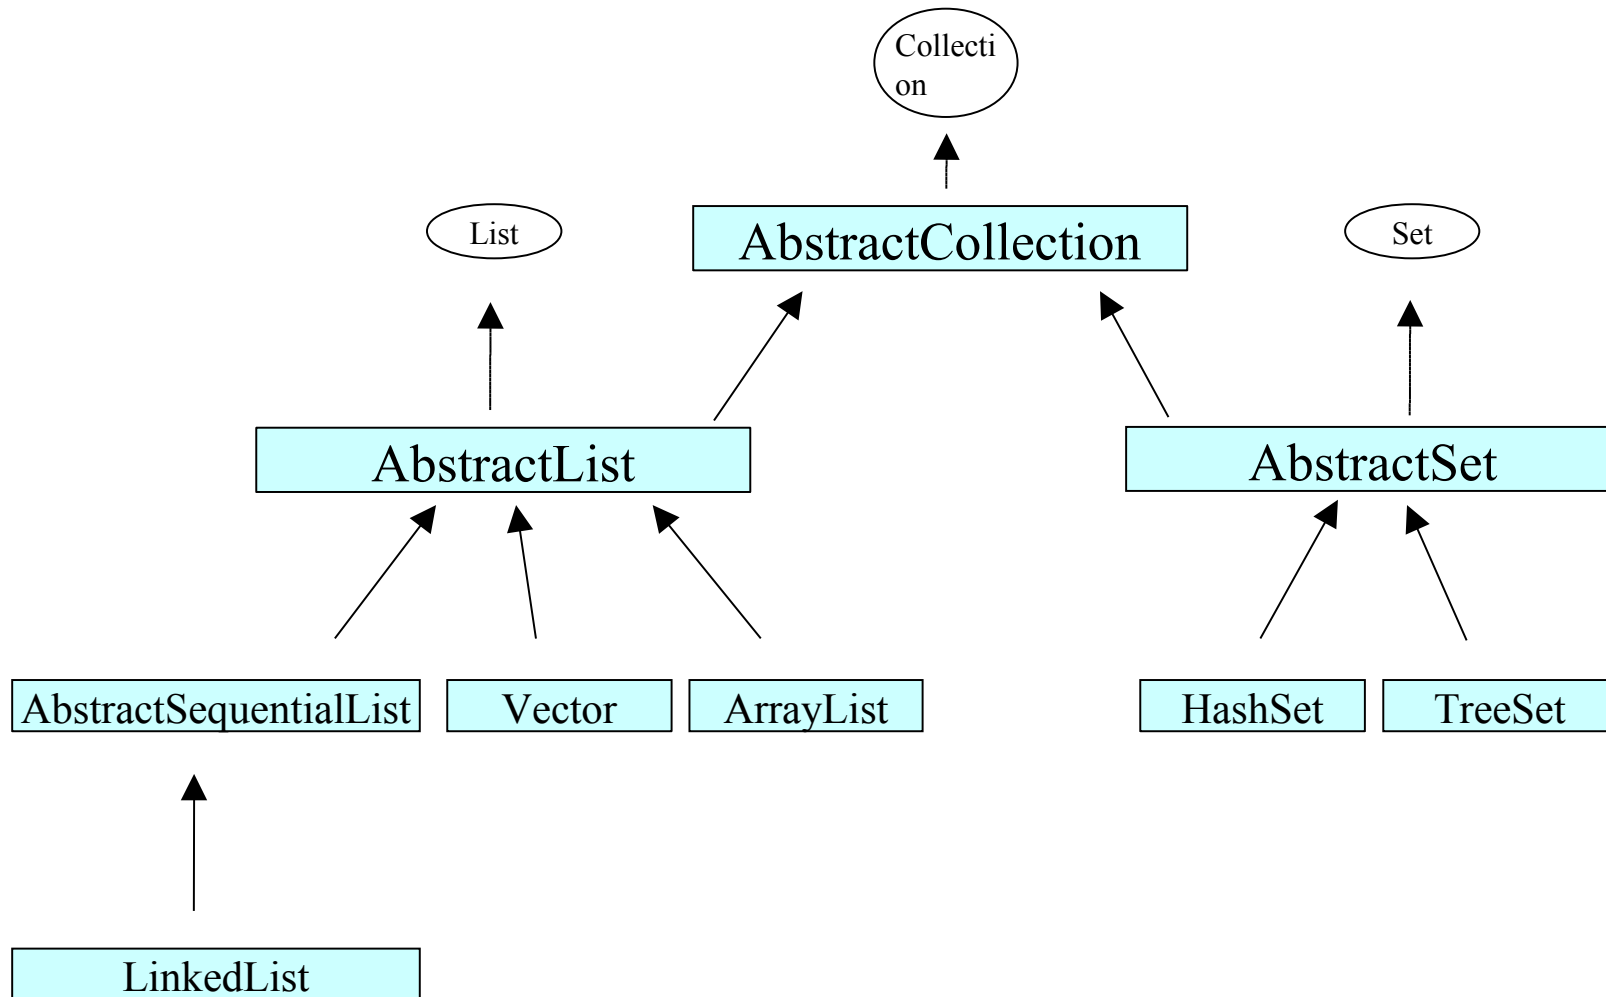 Collecti
on
List
AbstractCollection
Set
AbstractList
AbstractSet
AbstractSequentialList
Vector
ArrayList
HashSet
TreeSet
LinkedList